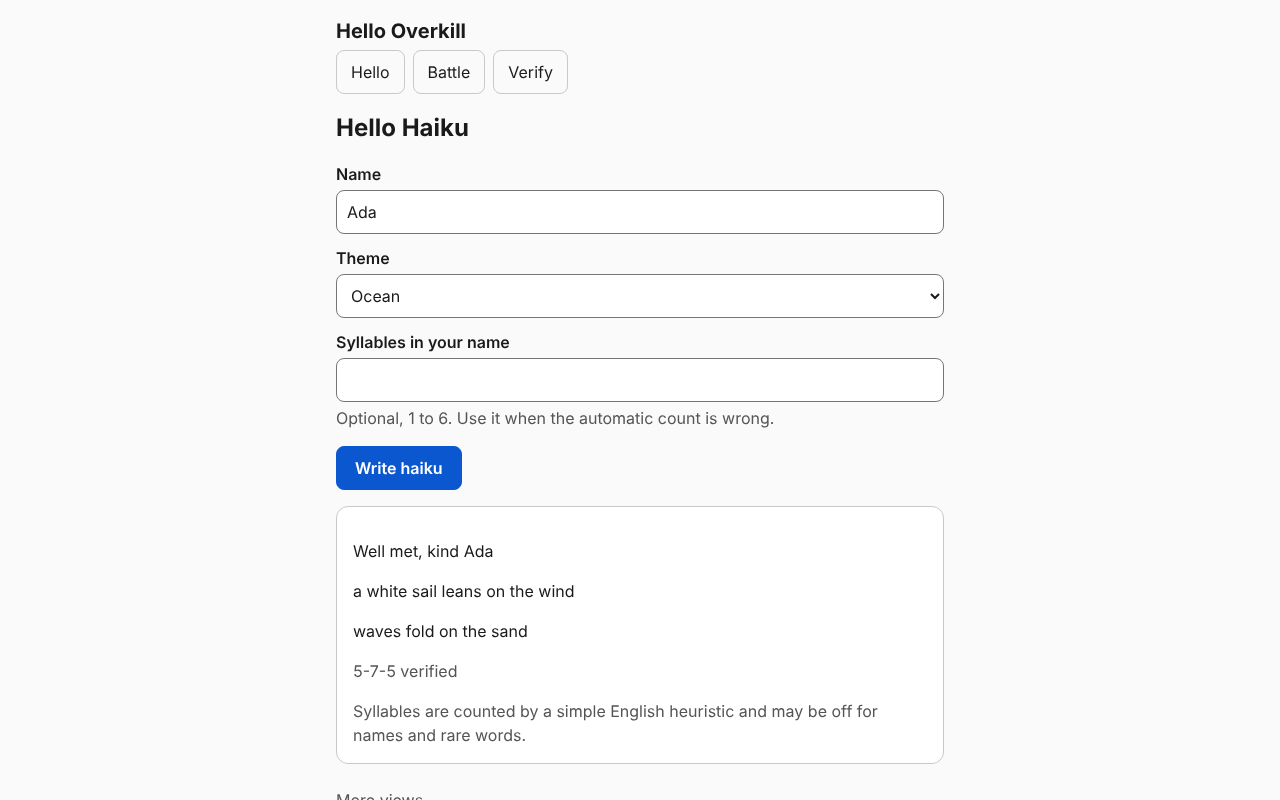 Hello Overkill
Hello
Battle
Verify
Hello Haiku
Name
Ada
Theme
Ocean
Syllables in your name
Optional, 1 to 6. Use it when the automatic count is wrong.
Write haiku
Well met, kind Ada
a white sail leans on the wind
waves fold on the sand
5-7-5 verified
Syllables are counted by a simple English heuristic and may be off for
names and rare words.
More views